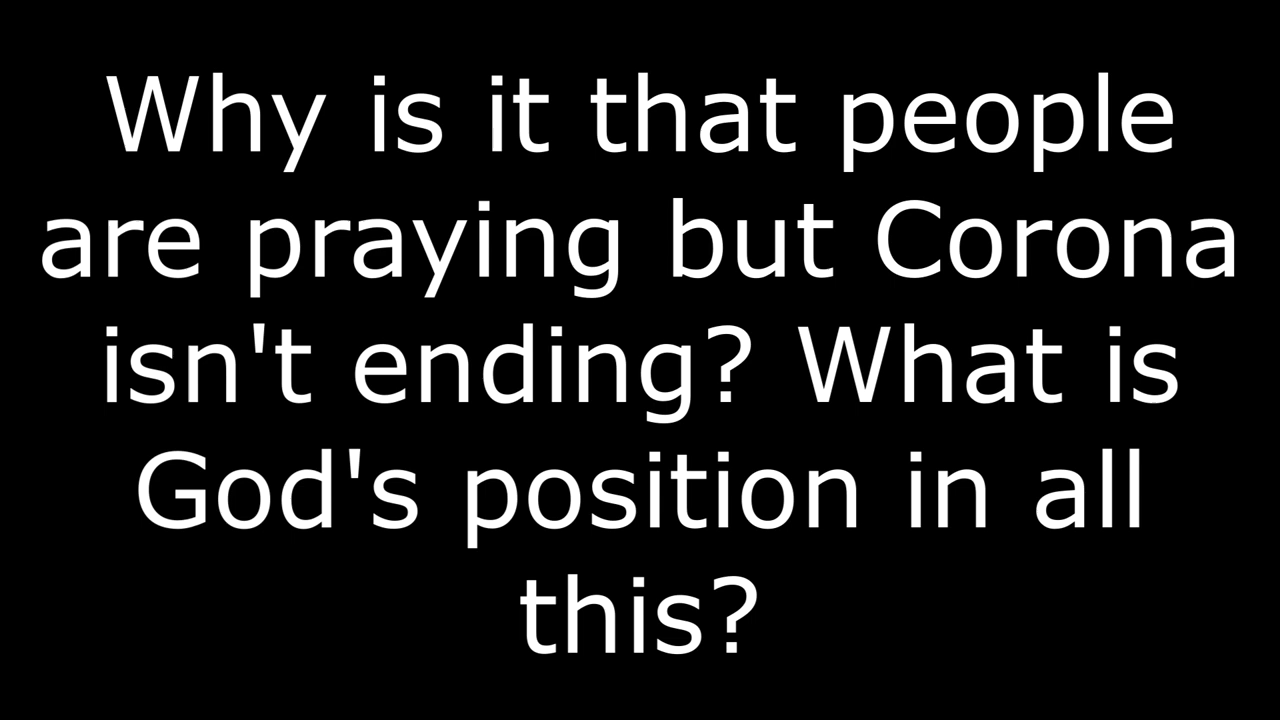 Why is it that people
are praying but Corona
isn't ending? What is
God's position in all
this?